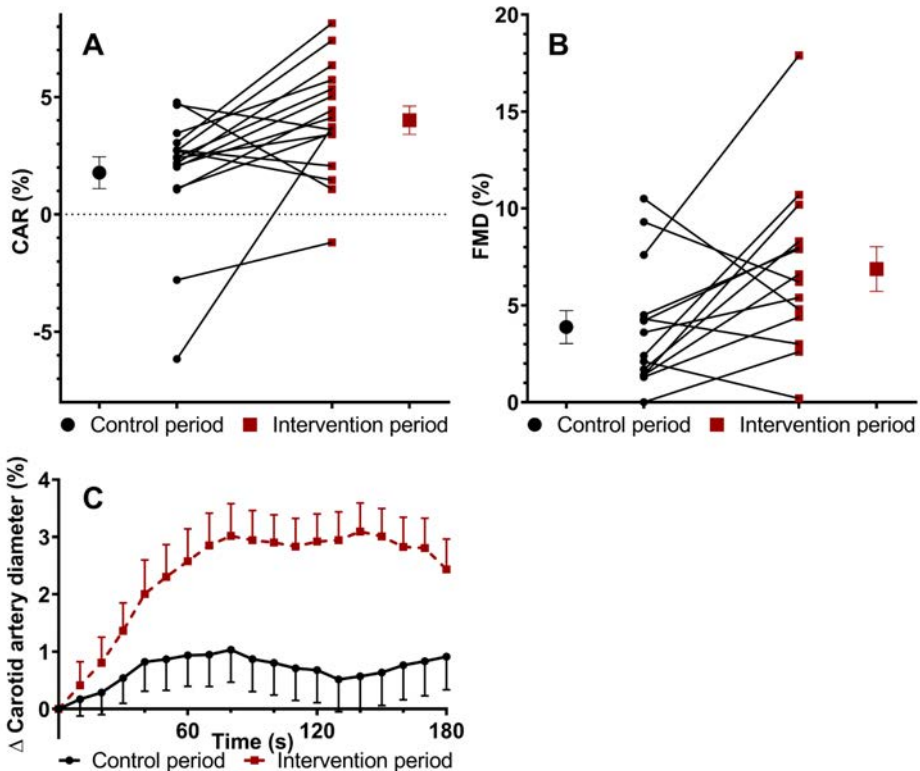 A
CAR (%)
5
0
-5
Control period
Intervention period
B
FMD (%)
20
15
10
5
0
Control period
Intervention period
C
Δ Carotid artery diameter (%)
4
3
2
1
0
60
120
180
Time (s)
Control period
Intervention period